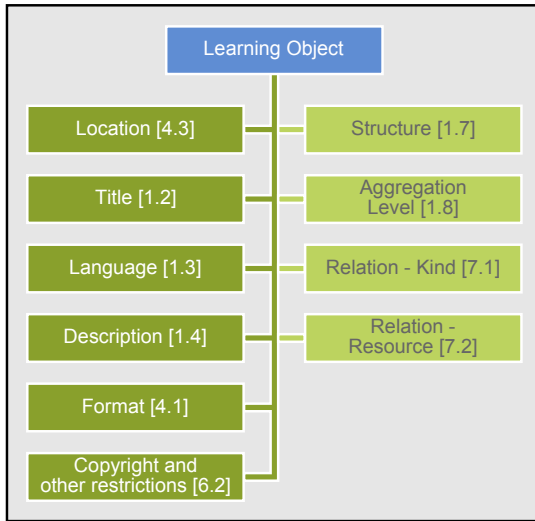 Learning Object
Location [4.3]
Structure [1.7]
Title [1.2]
Aggregation
Level [1.8]
Language [1.3]
Relation - Kind [7.1]
Description [1.4]
Relation -
Resource [7.2]
Format [4.1]
Copyright and
other restrictions [6.2]